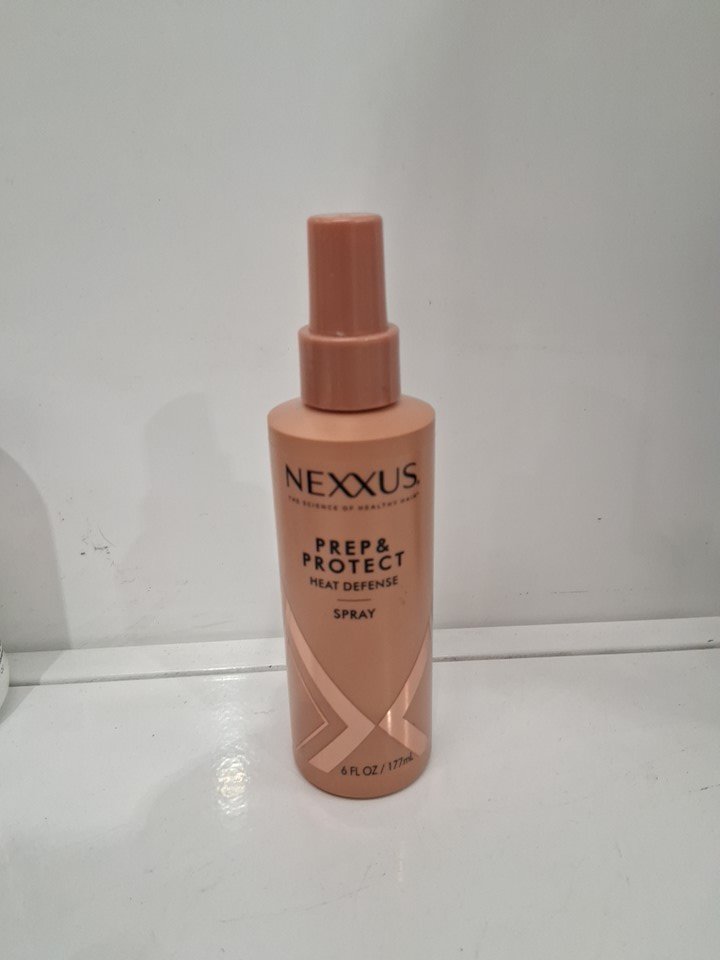 NEXXUS
THE SCIENCE OF HEALTHY HAIR
PREP &
PROTECT
HEAT DEFENSE
SPRAY
6 FL OZ / 177mL